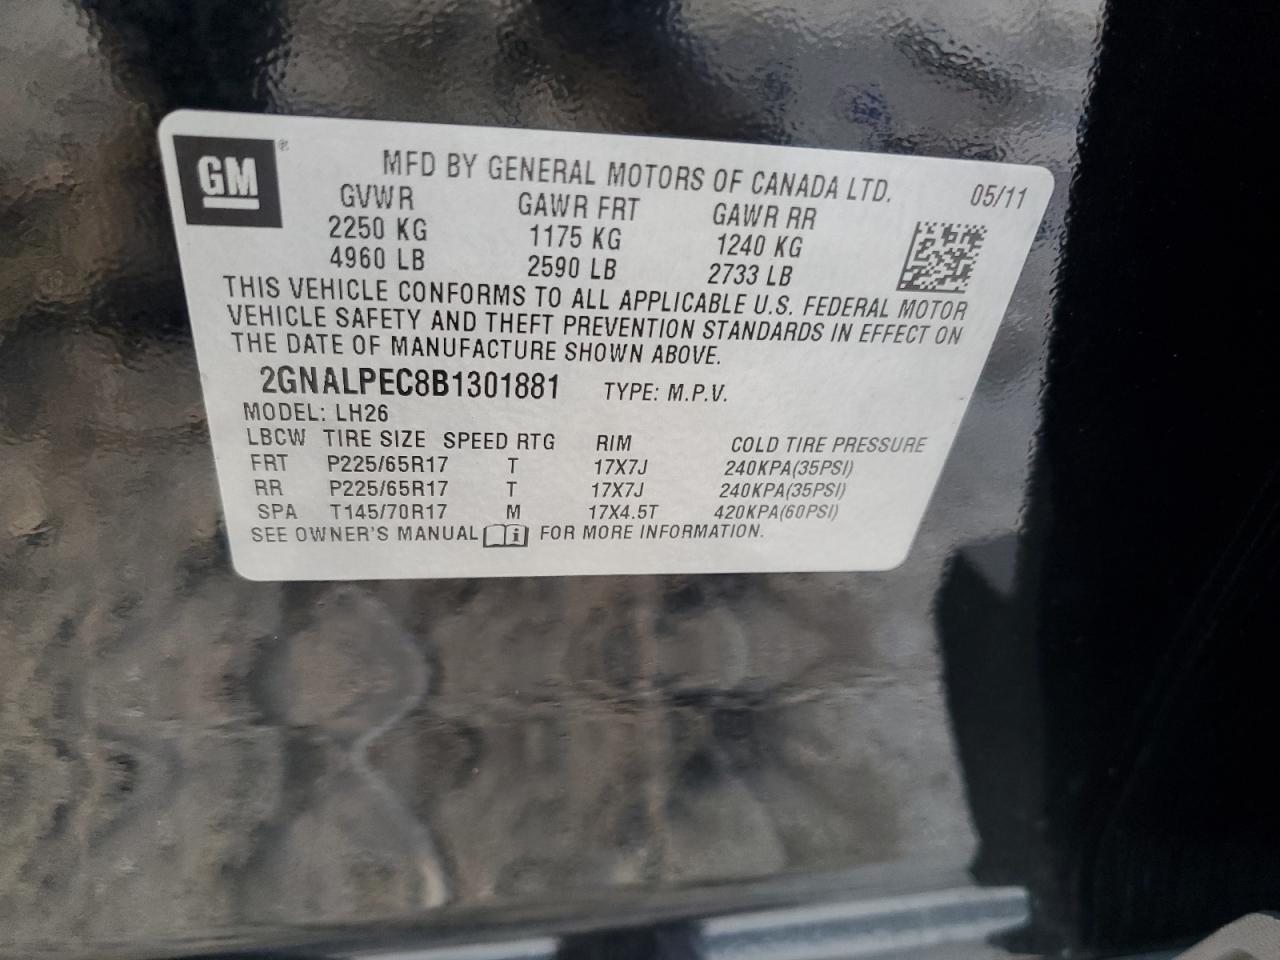 GM®
MFD BY GENERAL MOTORS OF CANADA LTD.
05/11
GVWR GAWR FRT GAWR RR
2250 KG 1175 KG 1240 KG
4960 LB 2590 LB 2733 LB
THIS VEHICLE CONFORMS TO ALL APPLICABLE U.S. FEDERAL MOTOR
VEHICLE SAFETY AND THEFT PREVENTION STANDARDS IN EFFECT ON
THE DATE OF MANUFACTURE SHOWN ABOVE.
2GNALPEC8B1301881 TYPE: M.P.V.
MODEL: LH26
LBCW TIRE SIZE SPEED RTG RIM COLD TIRE PRESSURE
FRT P225/65R17 T 17X7J 240KPA(35PSI)
RR P225/65R17 T 17X7J 240KPA(35PSI)
SPA T145/70R17 M 17X4.5T 420KPA(60PSI)
SEE OWNER'S MANUAL i FOR MORE INFORMATION.